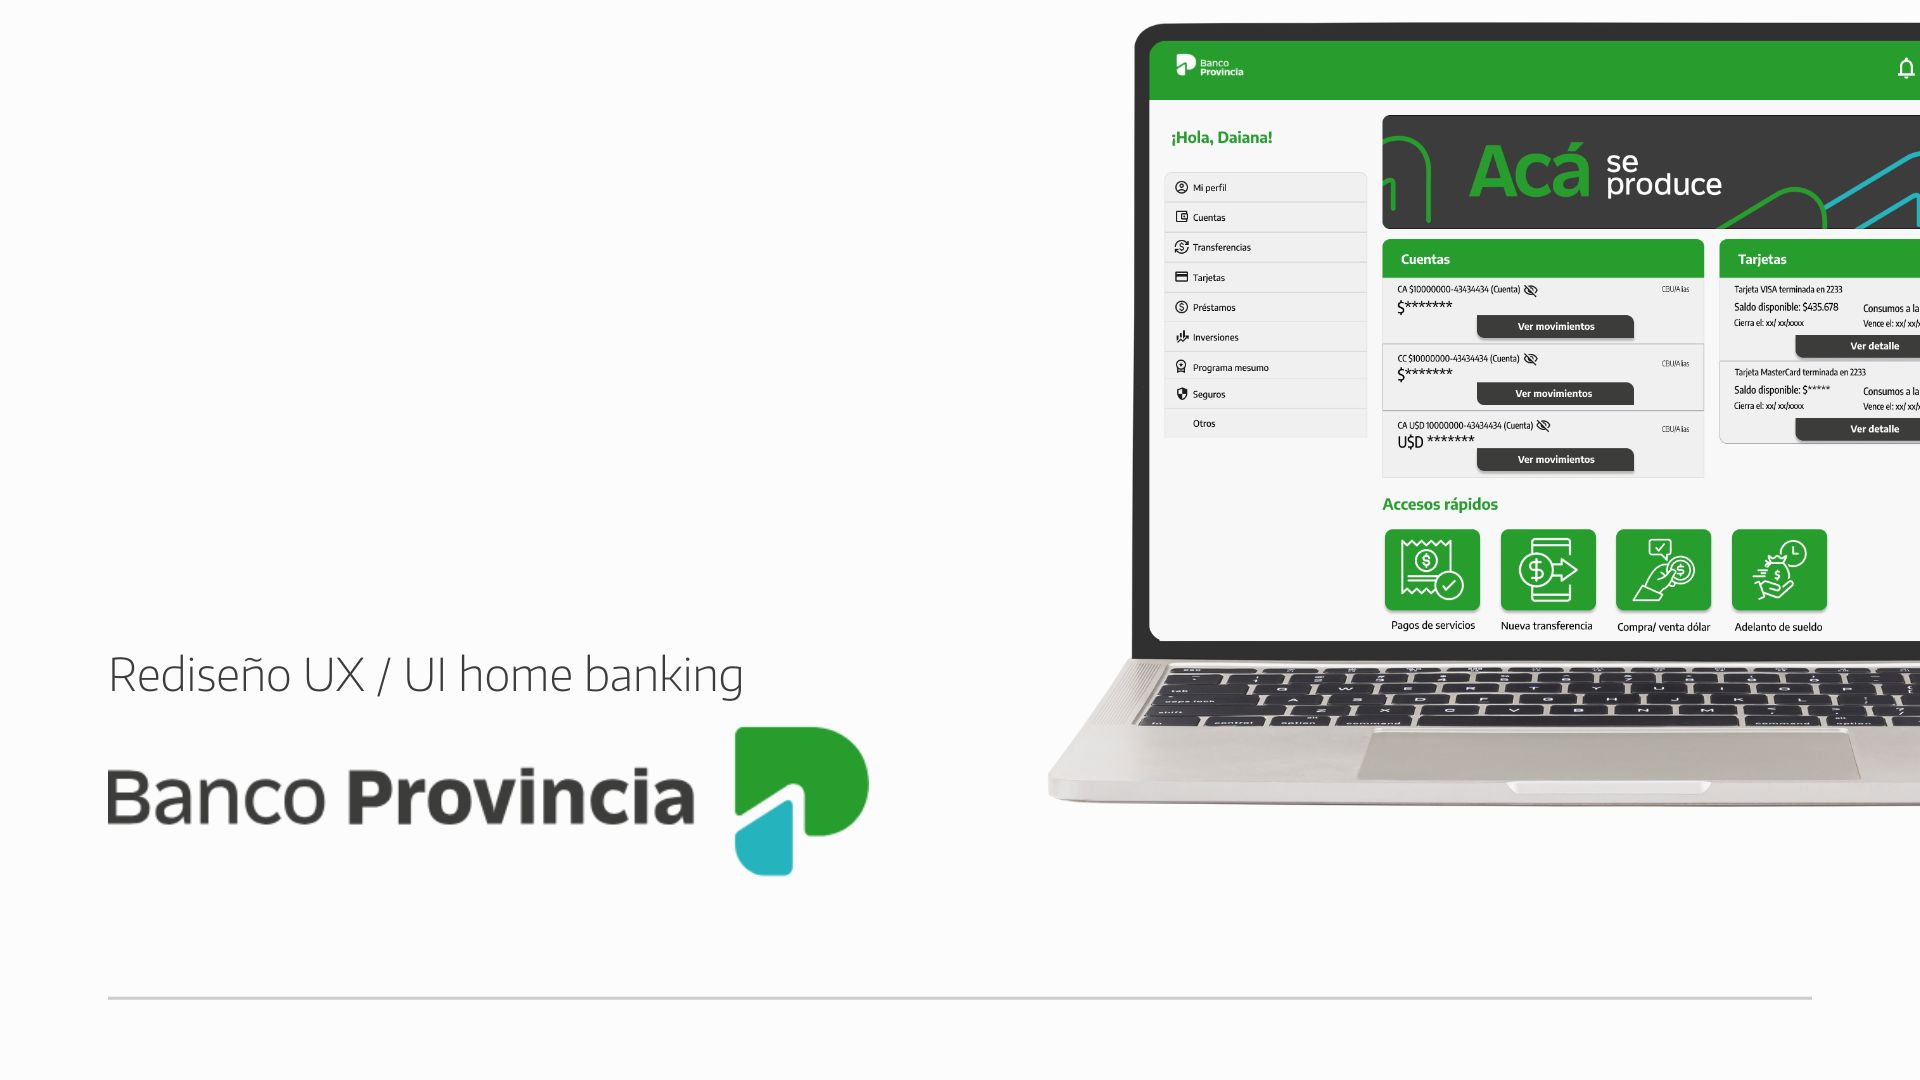 Banco
Provincia
¡Hola, Daiana!
Mi perfil
Cuentas
Transferencias
Tarjetas
Préstamos
Inversiones
Programa mesumo
Seguros
Otros
Acá se
produce
Cuentas
CA $10000000-43434434 (Cuenta)
CBU/Alias
$*******
Ver movimientos
CC $10000000-43434434 (Cuenta)
CBU/Alias
$*******
Ver movimientos
CA U$D 10000000-43434434 (Cuenta)
CBU/Alias
U$D *******
Ver movimientos
Tarjetas
Tarjeta VISA terminada en 2233
Saldo disponible: $435.678 Consumos a la
Cierra el: xx/ xx/xxxx Vence el: xx/ xx/x
Ver detalle
Tarjeta MasterCard terminada en 2233
Saldo disponible: $***** Consumos a la
Cierra el: xx/ xx/xxxx Vence el: xx/ xx/x
Ver detalle
Accesos rápidos
Pagos de servicios
Nueva transferencia
Compra/ venta dólar
Adelanto de sueldo
Rediseño UX / UI home banking
Banco Provincia